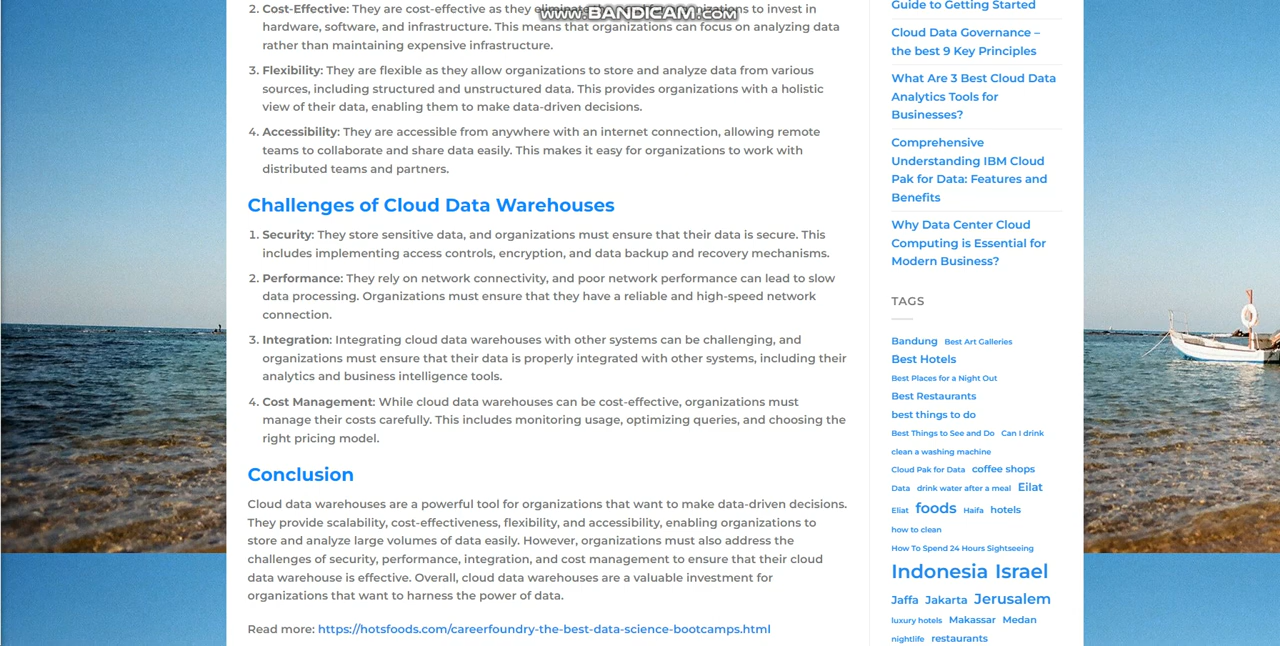 www.BANDICAM.com
2. Cost-Effective: They are cost-effective as they eliminate to invest in
hardware, software, and infrastructure. This means that organizations can focus on analyzing data
rather than maintaining expensive infrastructure.
3. Flexibility: They are flexible as they allow organizations to store and analyze data from various
sources, including structured and unstructured data. This provides organizations with a holistic
view of their data, enabling them to make data-driven decisions.
4. Accessibility: They are accessible from anywhere with an internet connection, allowing remote
teams to collaborate and share data easily. This makes it easy for organizations to work with
distributed teams and partners.
Challenges of Cloud Data Warehouses
1. Security: They store sensitive data, and organizations must ensure that their data is secure. This
includes implementing access controls, encryption, and data backup and recovery mechanisms.
2. Performance: They rely on network connectivity, and poor network performance can lead to slow
data processing. Organizations must ensure that they have a reliable and high-speed network
connection.
3. Integration: Integrating cloud data warehouses with other systems can be challenging, and
organizations must ensure that their data is properly integrated with other systems, including their
analytics and business intelligence tools.
4. Cost Management: While cloud data warehouses can be cost-effective, organizations must
manage their costs carefully. This includes monitoring usage, optimizing queries, and choosing the
right pricing model.
Conclusion
Cloud data warehouses are a powerful tool for organizations that want to make data-driven decisions.
They provide scalability, cost-effectiveness, flexibility, and accessibility, enabling organizations to
store and analyze large volumes of data easily. However, organizations must also address the
challenges of security, performance, integration, and cost management to ensure that their cloud
data warehouse is effective. Overall, cloud data warehouses are a valuable investment for
organizations that want to harness the power of data.
Read more: https://hotsfoods.com/careerfoundry-the-best-data-science-bootcamps.html
Guide to Getting Started
Cloud Data Governance –
the best 9 Key Principles
What Are 3 Best Cloud Data
Analytics Tools for
Businesses?
Comprehensive
Understanding IBM Cloud
Pak for Data: Features and
Benefits
Why Data Center Cloud
Computing is Essential for
Modern Business?
TAGS
Bandung Best Art Galleries
Best Hotels
Best Places for a Night Out
Best Restaurants
best things to do
Best Things to See and Do Can I drink
clean a washing machine
Cloud Pak for Data coffee shops
Data drink water after a meal Eilat
Eliat foods Haifa hotels
how to clean
How To Spend 24 Hours Sightseeing
Indonesia Israel
Jaffa Jakarta Jerusalem
luxury hotels Makassar Medan
nightlife restaurants